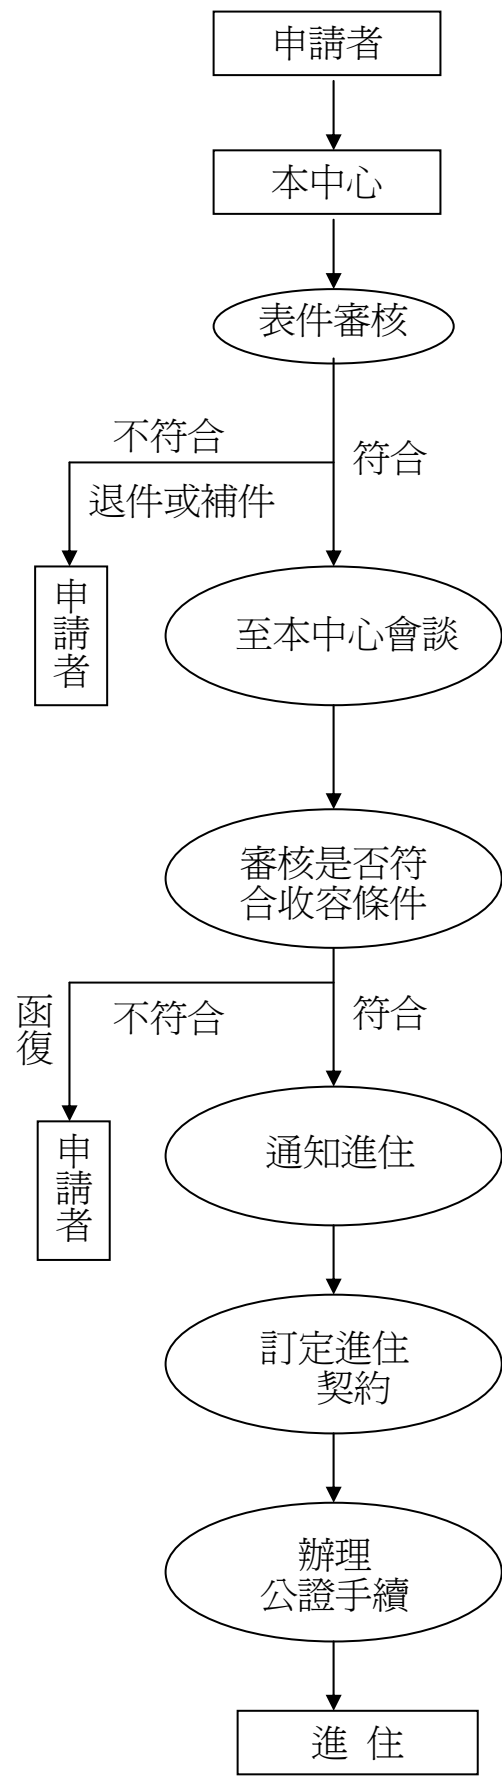 申請者
本中心
表件審核
不符合
符合
退件或補件
申請者
至本中心會談
審核是否符
合收容條件
函復
不符合
符合
申請者
通知進住
訂定進住
契約
辦理
公證手續
進 住